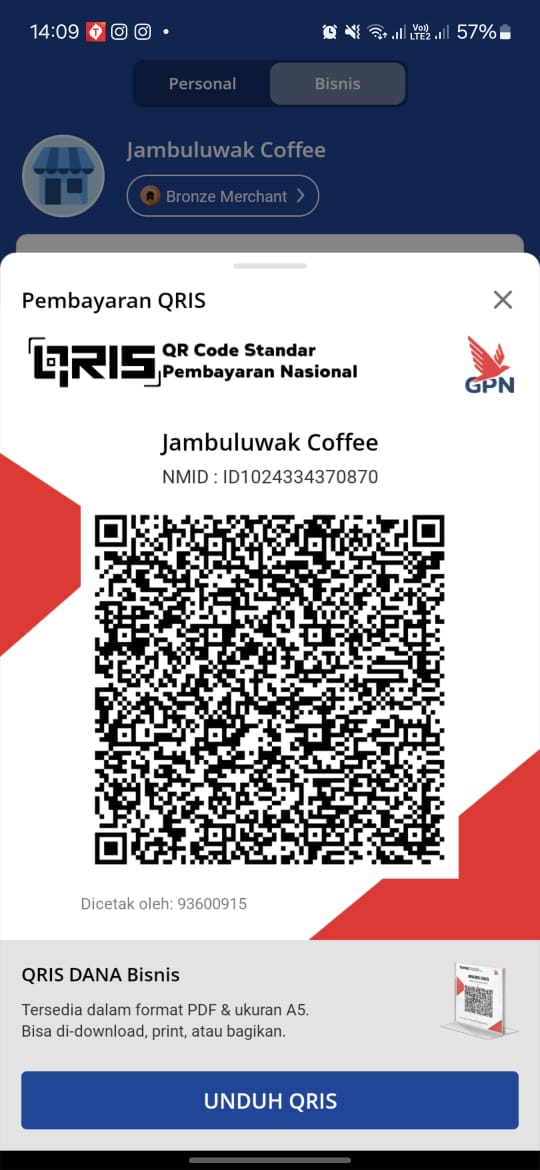 14:09 57%
Vo))
LTE2
Personal Bisnis
Jambuluwak Coffee
Bronze Merchant
Pembayaran QRIS
QRIS QR Code Standar
Pembayaran Nasional
GPN
Jambuluwak Coffee
NMID : ID1024334370870
Dicetak oleh: 93600915
QRIS DANA Bisnis
Tersedia dalam format PDF & ukuran A5.
Bisa di-download, print, atau bagikan.
UNDUH QRIS